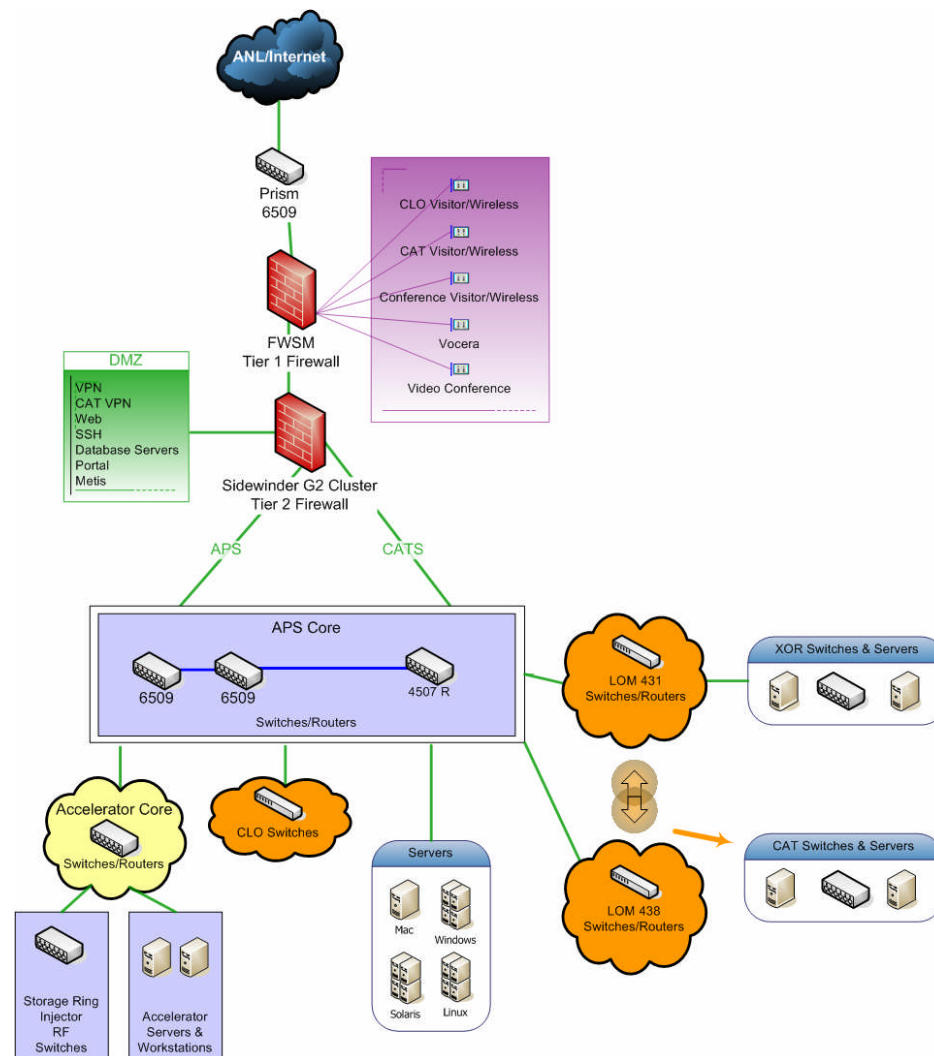 ANL/Internet
Prism
6509
CLO Visitor/Wireless
CAT Visitor/Wireless
Conference Visitor/Wireless
Vocera
Video Conference
FWSM
Tier 1 Firewall
DMZ
VPN
CAT VPN
Web
SSH
Database Servers
Portal
Metis
Sidewinder G2 Cluster
Tier 2 Firewall
APS
CATS
APS Core
6509
6509
4507 R
Switches/Routers
LOM 431
Switches/Routers
XOR Switches & Servers
Accelerator Core
Switches/Routers
CLO Switches
Servers
Mac
Windows
Solaris
Linux
LOM 438
Switches/Routers
CAT Switches & Servers
Storage Ring
Injector
RF
Switches
Accelerator
Servers &
Workstations